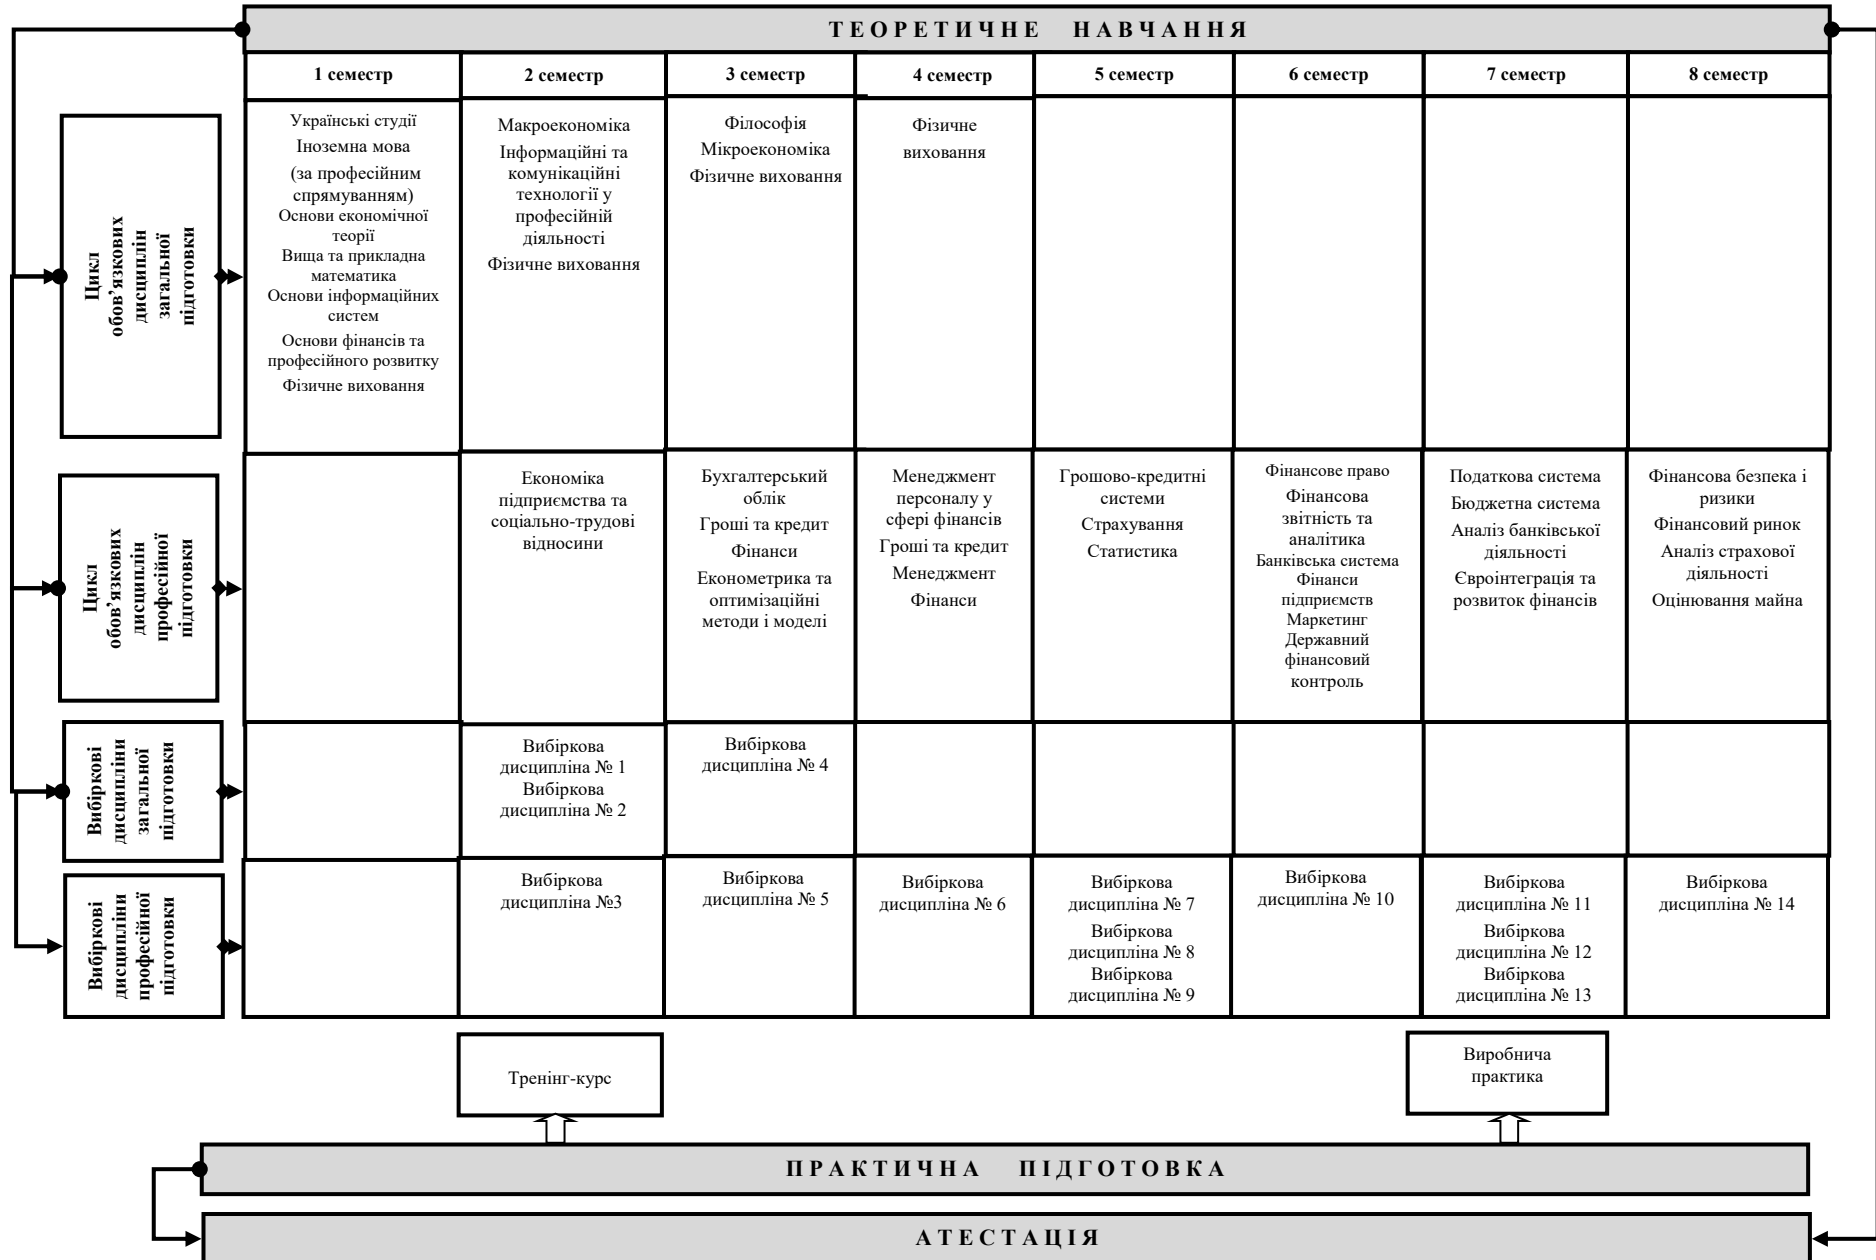 ТЕОРЕТИЧНЕ НАВЧАННЯ
1 семестр
2 семестр
3 семестр
4 семестр
5 семестр
6 семестр
7 семестр
8 семестр
Цикл
обов’язкових
дисциплін
загальної
підготовки
Українські студії
Іноземна мова
(за професійним
спрямуванням)
Основи економічної
теорії
Вища та прикладна
математика
Основи інформаційних
систем
Основи фінансів та
професійного розвитку
Фізичне виховання
Макроекономіка
Інформаційні та
комунікаційні
технології у
професійній
діяльності
Фізичне виховання
Філософія
Мікроекономіка
Фізичне виховання
Фізичне
виховання
Цикл
обов’язкових
дисциплін
професійної
підготовки
Економіка
підприємства та
соціально-трудові
відносини
Бухгалтерський
облік
Гроші та кредит
Фінанси
Економетрика та
оптимізаційні
методи і моделі
Менеджмент
персоналу у
сфері фінансів
Гроші та кредит
Менеджмент
Фінанси
Грошово-кредитні
системи
Страхування
Статистика
Фінансове право
Фінансова
звітність та
аналітика
Банківська система
Фінанси
підприємств
Маркетинг
Державний
фінансовий
контроль
Податкова система
Бюджетна система
Аналіз банківської
діяльності
Євроінтеграція та
розвиток фінансів
Фінансова безпека і
ризики
Фінансовий ринок
Аналіз страхової
діяльності
Оцінювання майна
Вибіркові
дисципліни
загальної
підготовки
Вибіркова
дисципліна № 1
Вибіркова
дисципліна № 2
Вибіркова
дисципліна № 4
Вибіркові
дисципліни
професійної
підготовки
Вибіркова
дисципліна №3
Вибіркова
дисципліна № 5
Вибіркова
дисципліна № 6
Вибіркова
дисципліна № 7
Вибіркова
дисципліна № 8
Вибіркова
дисципліна № 9
Вибіркова
дисципліна № 10
Вибіркова
дисципліна № 11
Вибіркова
дисципліна № 12
Вибіркова
дисципліна № 13
Вибіркова
дисципліна № 14
Тренінг-курс
Виробнича
практика
ПРАКТИЧНА ПІДГОТОВКА
АТЕСТАЦІЯ